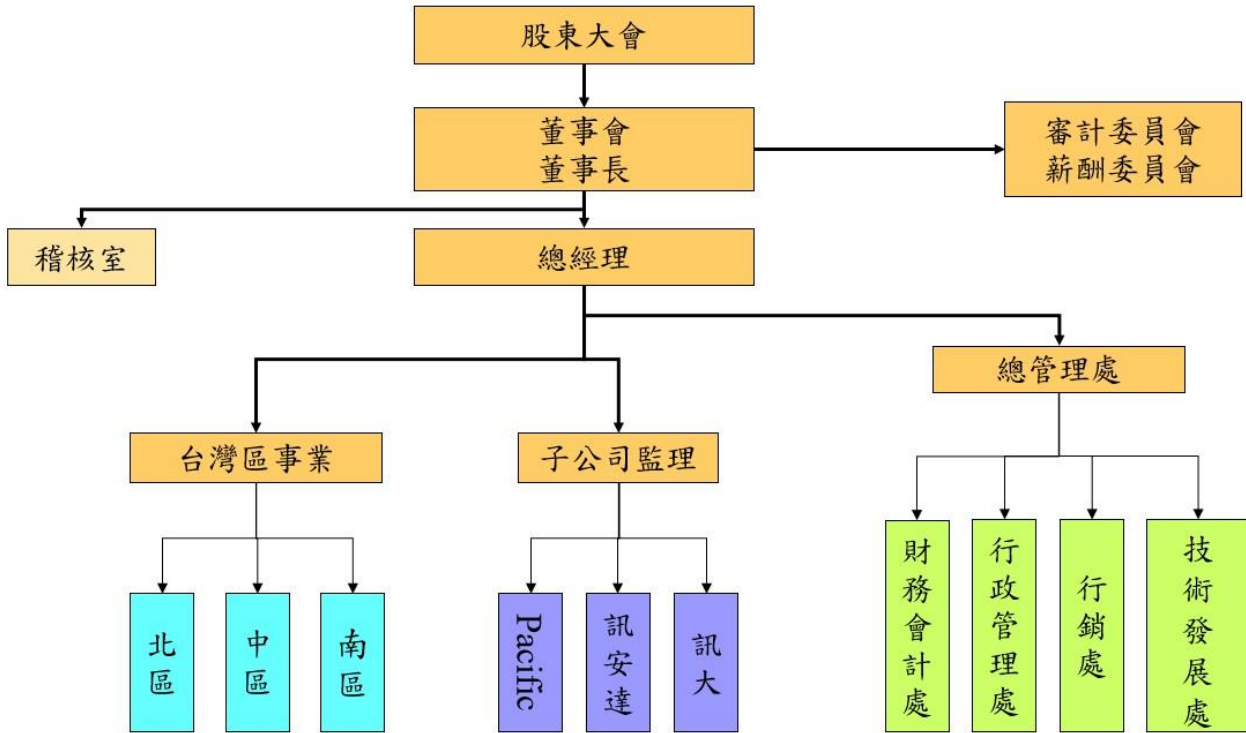 股東大會
董事會
董事長
審計委員會
薪酬委員會
稽核室
總經理
總管理處
台灣區事業
子公司監理
財務會計處
行政管理處
行銷處
技術發展處
北區
中區
南區
Pacific
訊安達
訊大